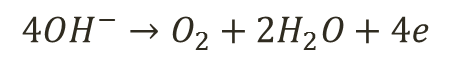 4OH⁻ → O₂ + 2H₂O + 4e